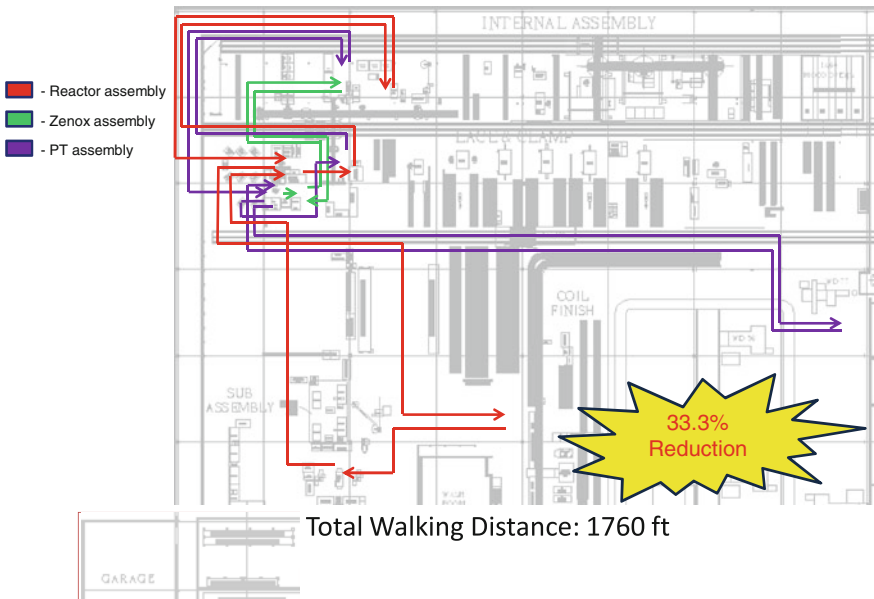 INTERNAL ASSEMBLY
- Reactor assembly
- Zenox assembly
- PT assembly
LACE & CLAMP
COIL
FINISH
SUB
ASSEMBLY
33.3%
Reduction
Total Walking Distance: 1760 ft
GARAGE